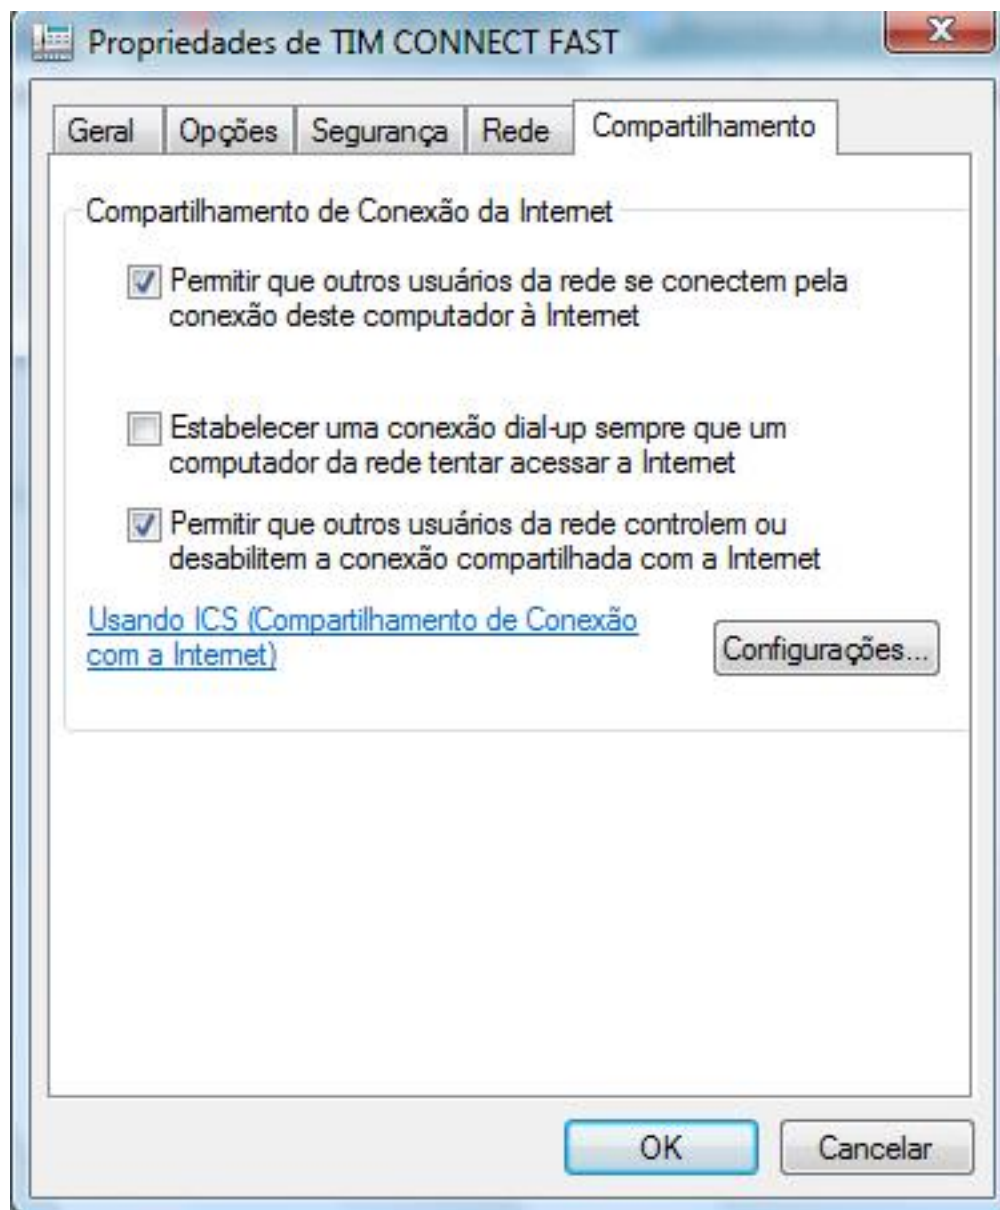 Propriedades de TIM CONNECT FAST
Geral
Opções
Segurança
Rede
Compartilhamento
Compartilhamento de Conexão da Internet
Permitir que outros usuários da rede se conectem pela
conexão deste computador à Internet
Estabelecer uma conexão dial-up sempre que um
computador da rede tentar acessar a Internet
Permitir que outros usuários da rede controlem ou
desabilitem a conexão compartilhada com a Internet
Usando ICS (Compartilhamento de Conexão
com a Internet)
Configurações...
OK
Cancelar